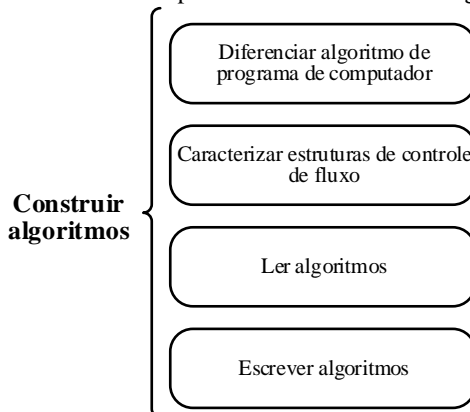 Diferenciar algoritmo de
programa de computador
Caracterizar estruturas de controle
de fluxo
Construir
algoritmos
Ler algoritmos
Escrever algoritmos